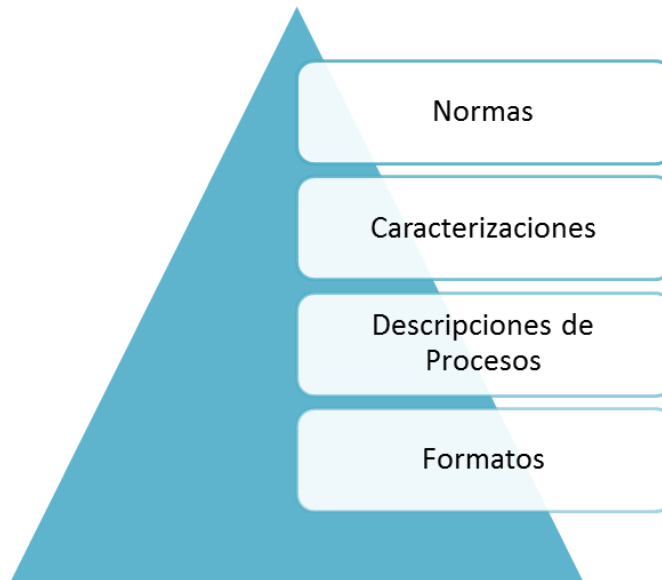 Normas
Caracterizaciones
Descripciones de
Procesos
Formatos